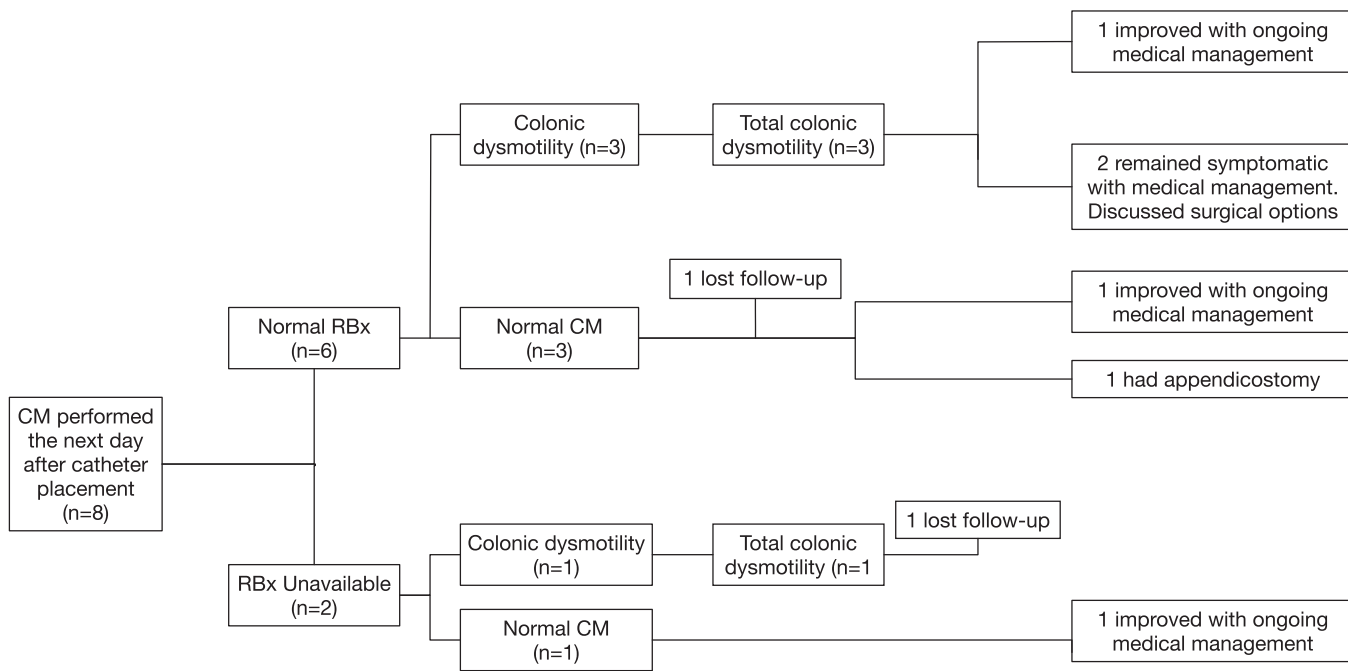 1 improved with ongoing
medical management
Colonic
dysmotility (n=3)
Total colonic
dysmotility (n=3)
2 remained symptomatic
with medical management.
Discussed surgical options
1 lost follow-up
1 improved with ongoing
medical management
Normal RBx
(n=6)
Normal CM
(n=3)
1 had appendicostomy
CM performed
the next day
after catheter
placement
(n=8)
1 lost follow-up
Colonic dysmotility
(n=1)
Total colonic
dysmotility (n=1
RBx Unavailable
(n=2)
Normal CM
(n=1)
1 improved with ongoing
medical management